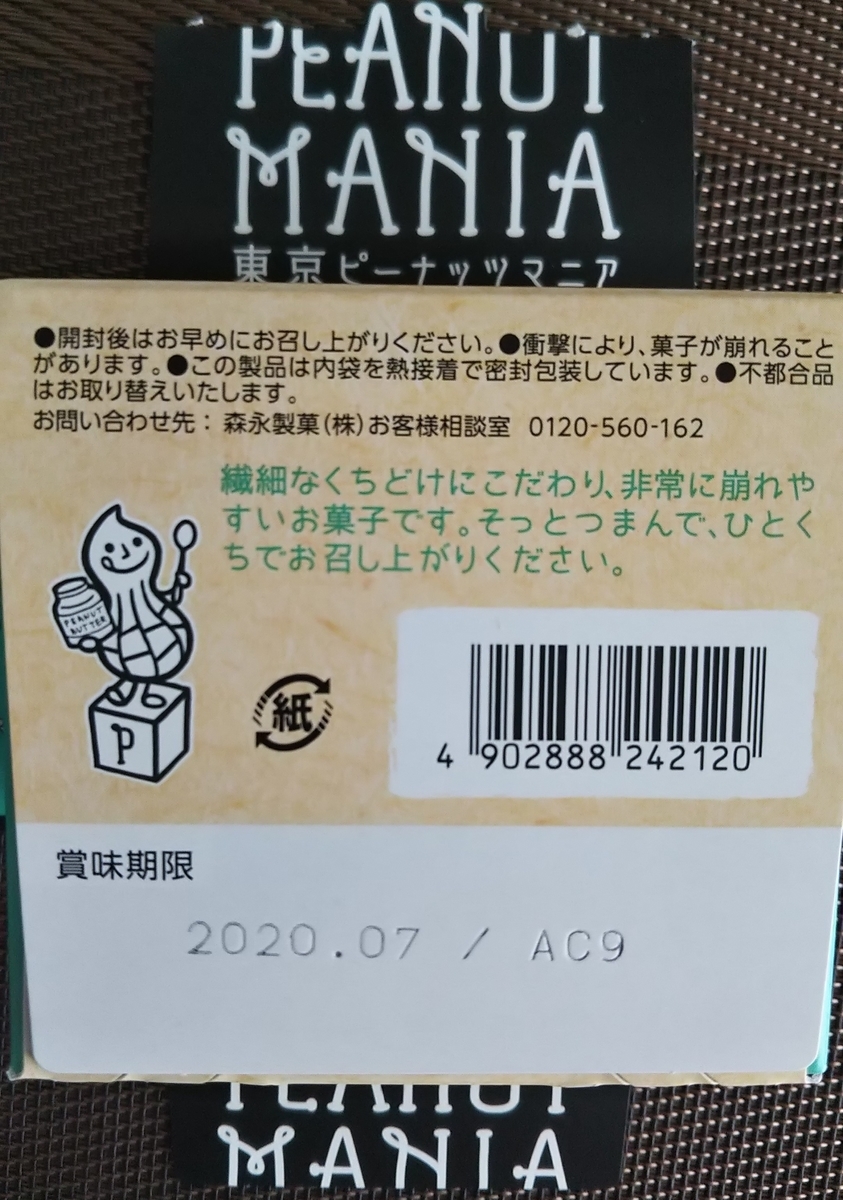 PEANUT
MANIA
東京ピーナッツマニア
●開封後はお早めにお召し上がりください。●衝撃により、菓子が崩れること
があります。●この製品は内袋を熱接着で密封包装しています。●不都合品
はお取り替えいたします。
お問い合わせ先：森永製菓（株）お客様相談室 0120-560-162
繊細なくちどけにこだわり、非常に崩れや
すいお菓子です。そっとつまんで、ひとく
ちでお召し上がりください。
PEANUT
BUTTER
P
紙
4 902888 242120
賞味期限
2020.07 / AC9
PEANUT
MANIA